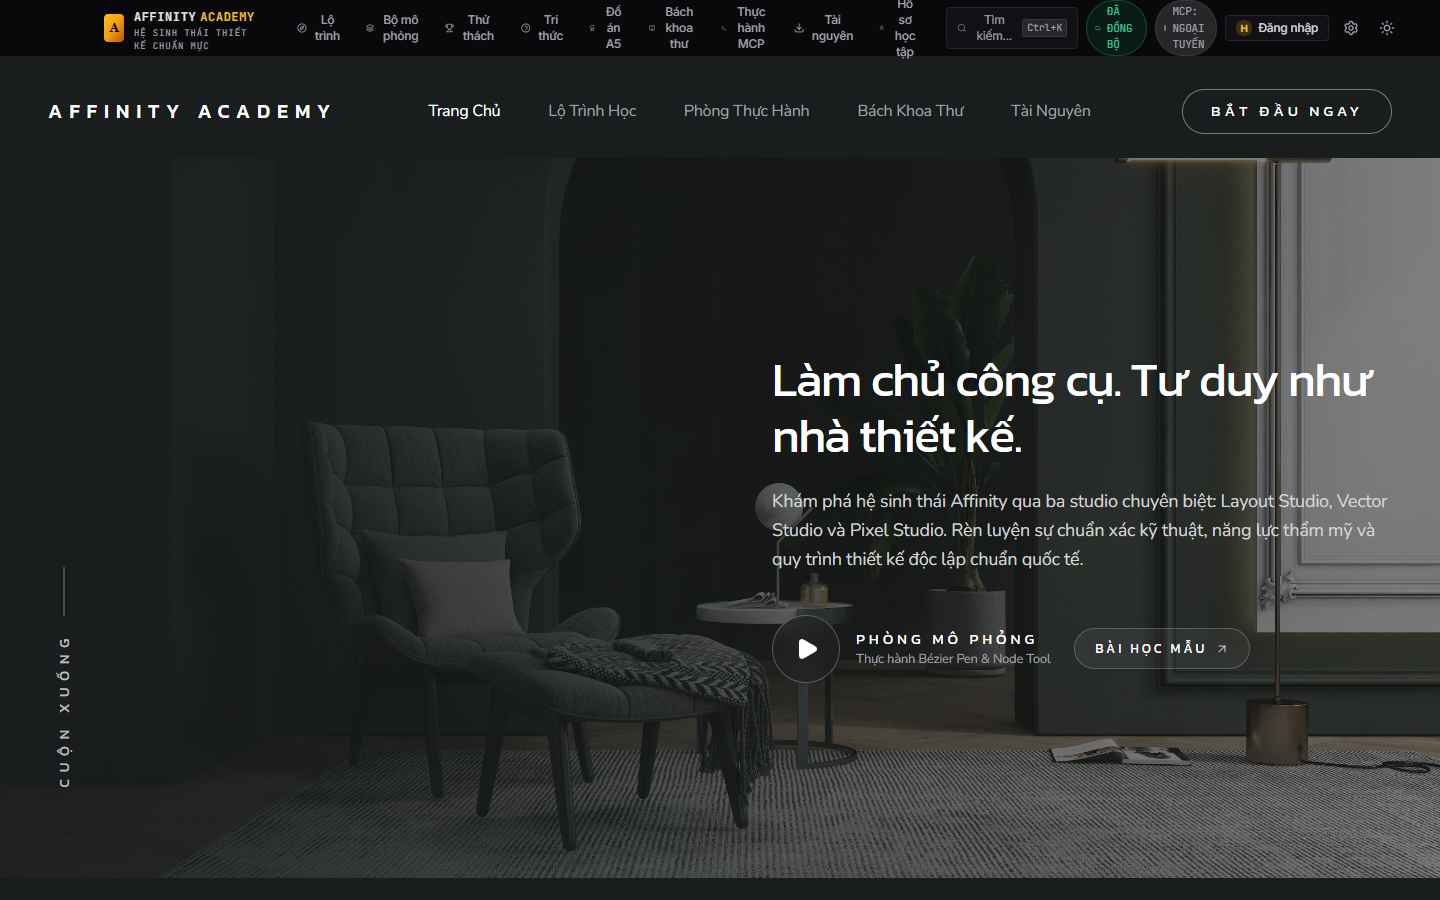 A
AFFINITY ACADEMY
HỆ SINH THÁI THIẾT
KẾ CHUẨN MỰC
Lộ
trình
Bộ mô
phỏng
Thử
thách
Tri
thức
Đồ
án
A5
Bách
khoa
thư
Thực
hành
MCP
Tài
nguyên
Hồ
sơ
học
tập
Tìm
kiếm...
Ctrl+K
ĐÃ
ĐỒNG
BỘ
MCP:
NGOẠI
TUYẾN
H
Đăng nhập
AFFINITY ACADEMY
Trang Chủ
Lộ Trình Học
Phòng Thực Hành
Bách Khoa Thư
Tài Nguyên
BẮT ĐẦU NGAY
Làm chủ công cụ. Tư duy như
nhà thiết kế.
Khám phá hệ sinh thái Affinity qua ba studio chuyên biệt: Layout Studio, Vector
Studio và Pixel Studio. Rèn luyện sự chuẩn xác kỹ thuật, năng lực thẩm mỹ và
quy trình thiết kế độc lập chuẩn quốc tế.
PHÒNG MÔ PHỎNG
Thực hành Bézier Pen & Node Tool
BÀI HỌC MẪU
CUỘN XUỐNG